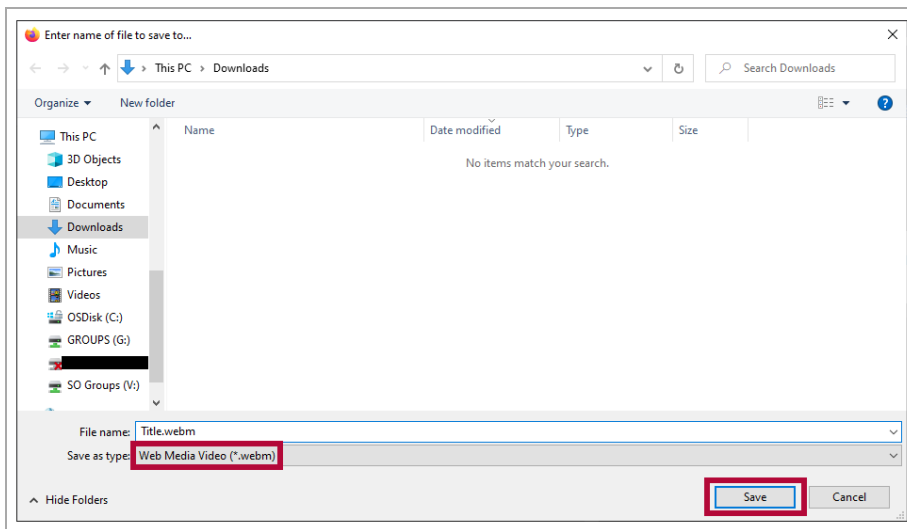 Enter name of file to save to...
This PC > Downloads
Search Downloads
Organize
New folder
Name Date modified Type Size
No items match your search.
This PC
3D Objects
Desktop
Documents
Downloads
Music
Pictures
Videos
OSDisk (C:)
GROUPS (G:)
SO Groups (V:)
File name: Title.webm
Save as type: Web Media Video (*.webm)
Hide Folders
Save
Cancel